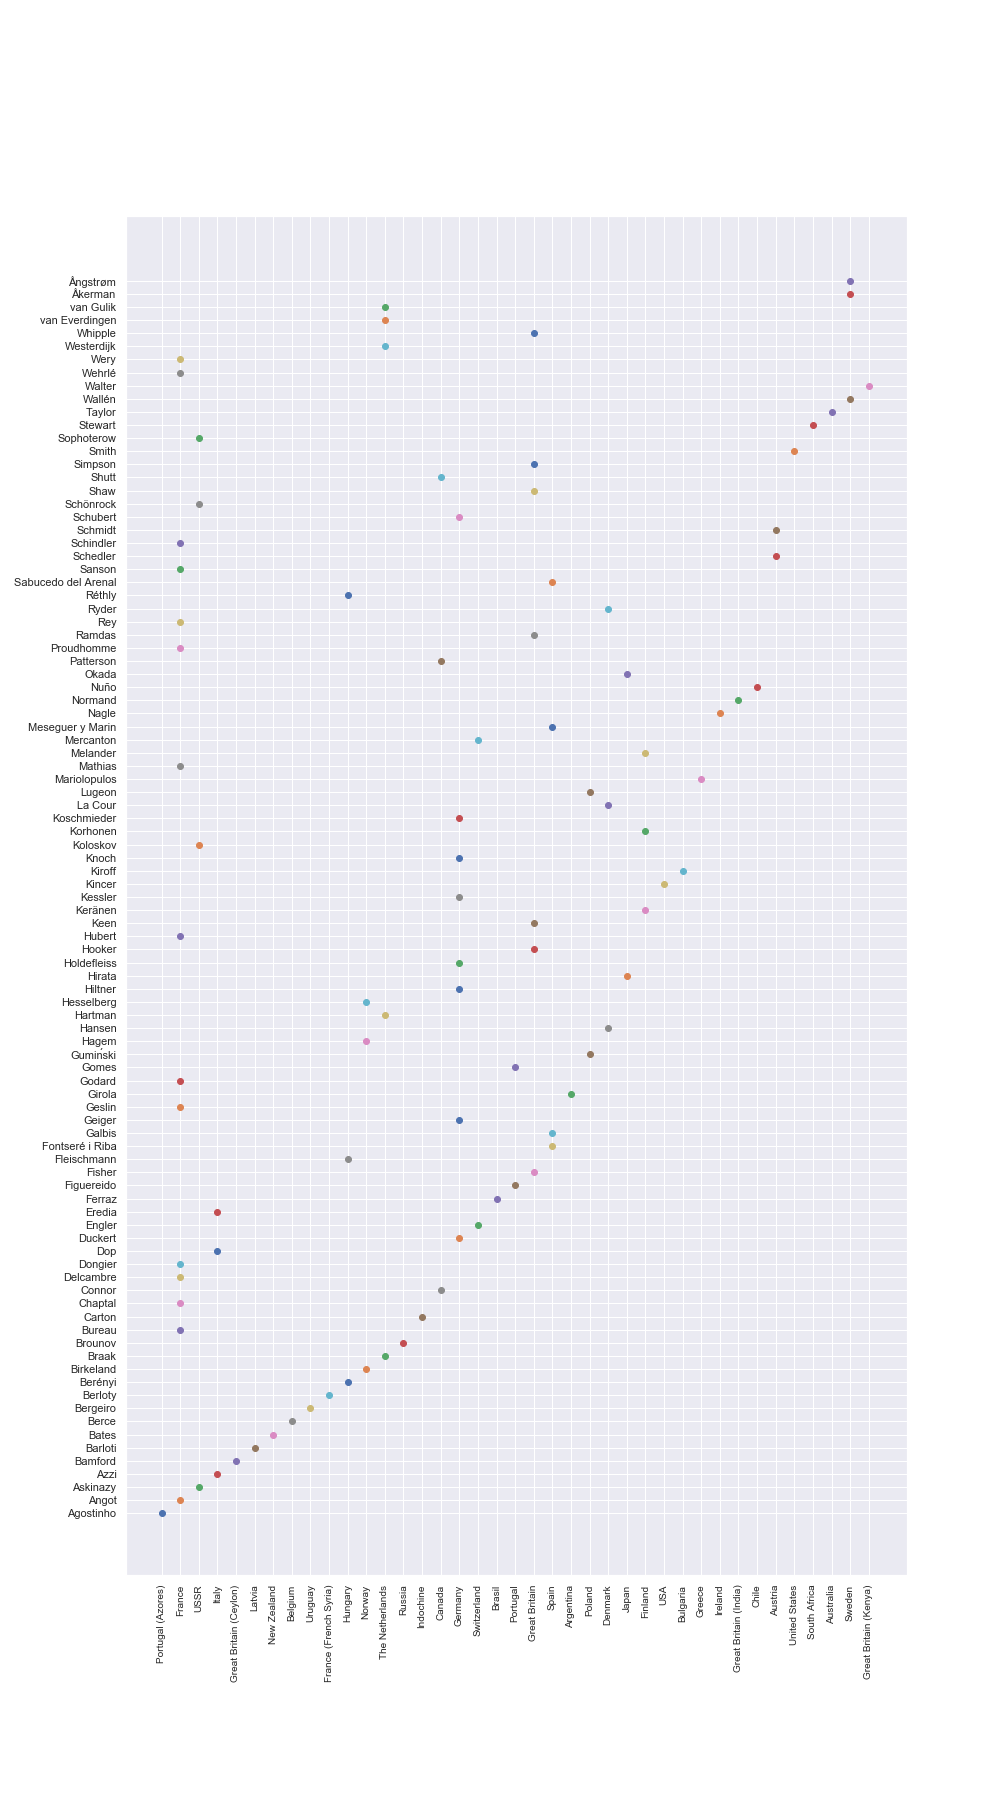 Ångstrøm
Åkerman
van Gulik
van Everdingen
Whipple
Westerdijk
Wery
Wehrlé
Walter
Wallén
Taylor
Stewart
Sophoterow
Smith
Simpson
Shutt
Shaw
Schönrock
Schubert
Schmidt
Schindler
Schedler
Sanson
Sabucedo del Arenal
Réthly
Ryder
Rey
Ramdas
Proudhomme
Patterson
Okada
Nuño
Normand
Nagle
Meseguer y Marin
Mercanton
Melander
Mathias
Mariolopulos
Lugeon
La Cour
Koschmieder
Korhonen
Koloskov
Knoch
Kiroff
Kincer
Kessler
Keränen
Keen
Hubert
Hooker
Holdefleiss
Hirata
Hiltner
Hesselberg
Hartman
Hansen
Hagem
Gumiński
Gomes
Godard
Girola
Geslin
Geiger
Galbis
Fontseré i Riba
Fleischmann
Fisher
Figuereido
Ferraz
Eredia
Engler
Duckert
Dop
Dongier
Delcambre
Connor
Chaptal
Carton
Bureau
Brounov
Braak
Birkeland
Berényi
Berloty
Bergeiro
Berce
Bates
Barloti
Bamford
Azzi
Askinazy
Angot
Agostinho
Portugal (Azores)
France
USSR
Italy
Great Britain (Ceylon)
Latvia
New Zealand
Belgium
Uruguay
France (French Syria)
Hungary
Norway
The Netherlands
Russia
Indochine
Canada
Germany
Switzerland
Brasil
Portugal
Great Britain
Spain
Argentina
Poland
Denmark
Japan
Finland
USA
Bulgaria
Greece
Ireland
Great Britain (India)
Chile
Austria
United States
South Africa
Australia
Sweden
Great Britain (Kenya)